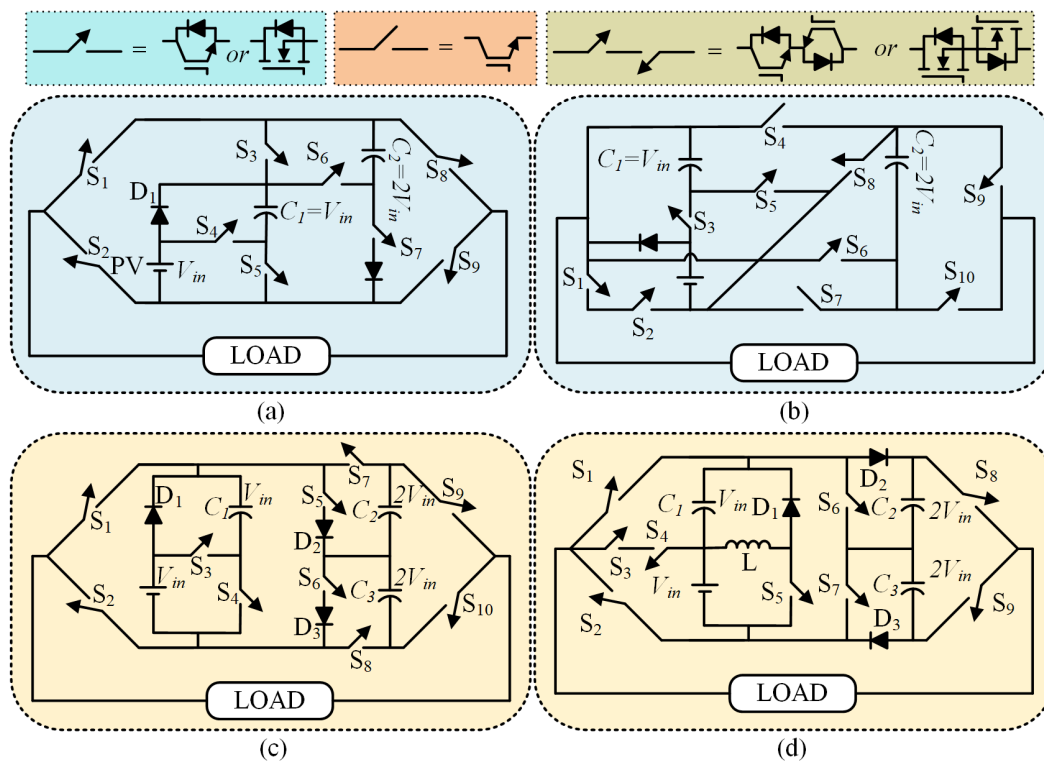 = or
=
= or
S1
S2
S3
S4
S5
S6
S7
S8
S9
D1
PV
Vin
C1=Vin
C2=2Vin
LOAD
(a)
S1
S2
S3
S4
S5
S6
S7
S8
S9
S10
C1=Vin
C2=2Vin
LOAD
(b)
S1
S2
S3
S4
S5
S6
S7
S8
S9
S10
D1
D2
D3
Vin
C1
Vin
C2
2Vin
C3
2Vin
LOAD
(c)
S1
S2
S3
S4
S5
S6
S7
S8
S9
D1
D2
D3
C1
Vin
Vin
L
C2
2Vin
C3
2Vin
LOAD
(d)